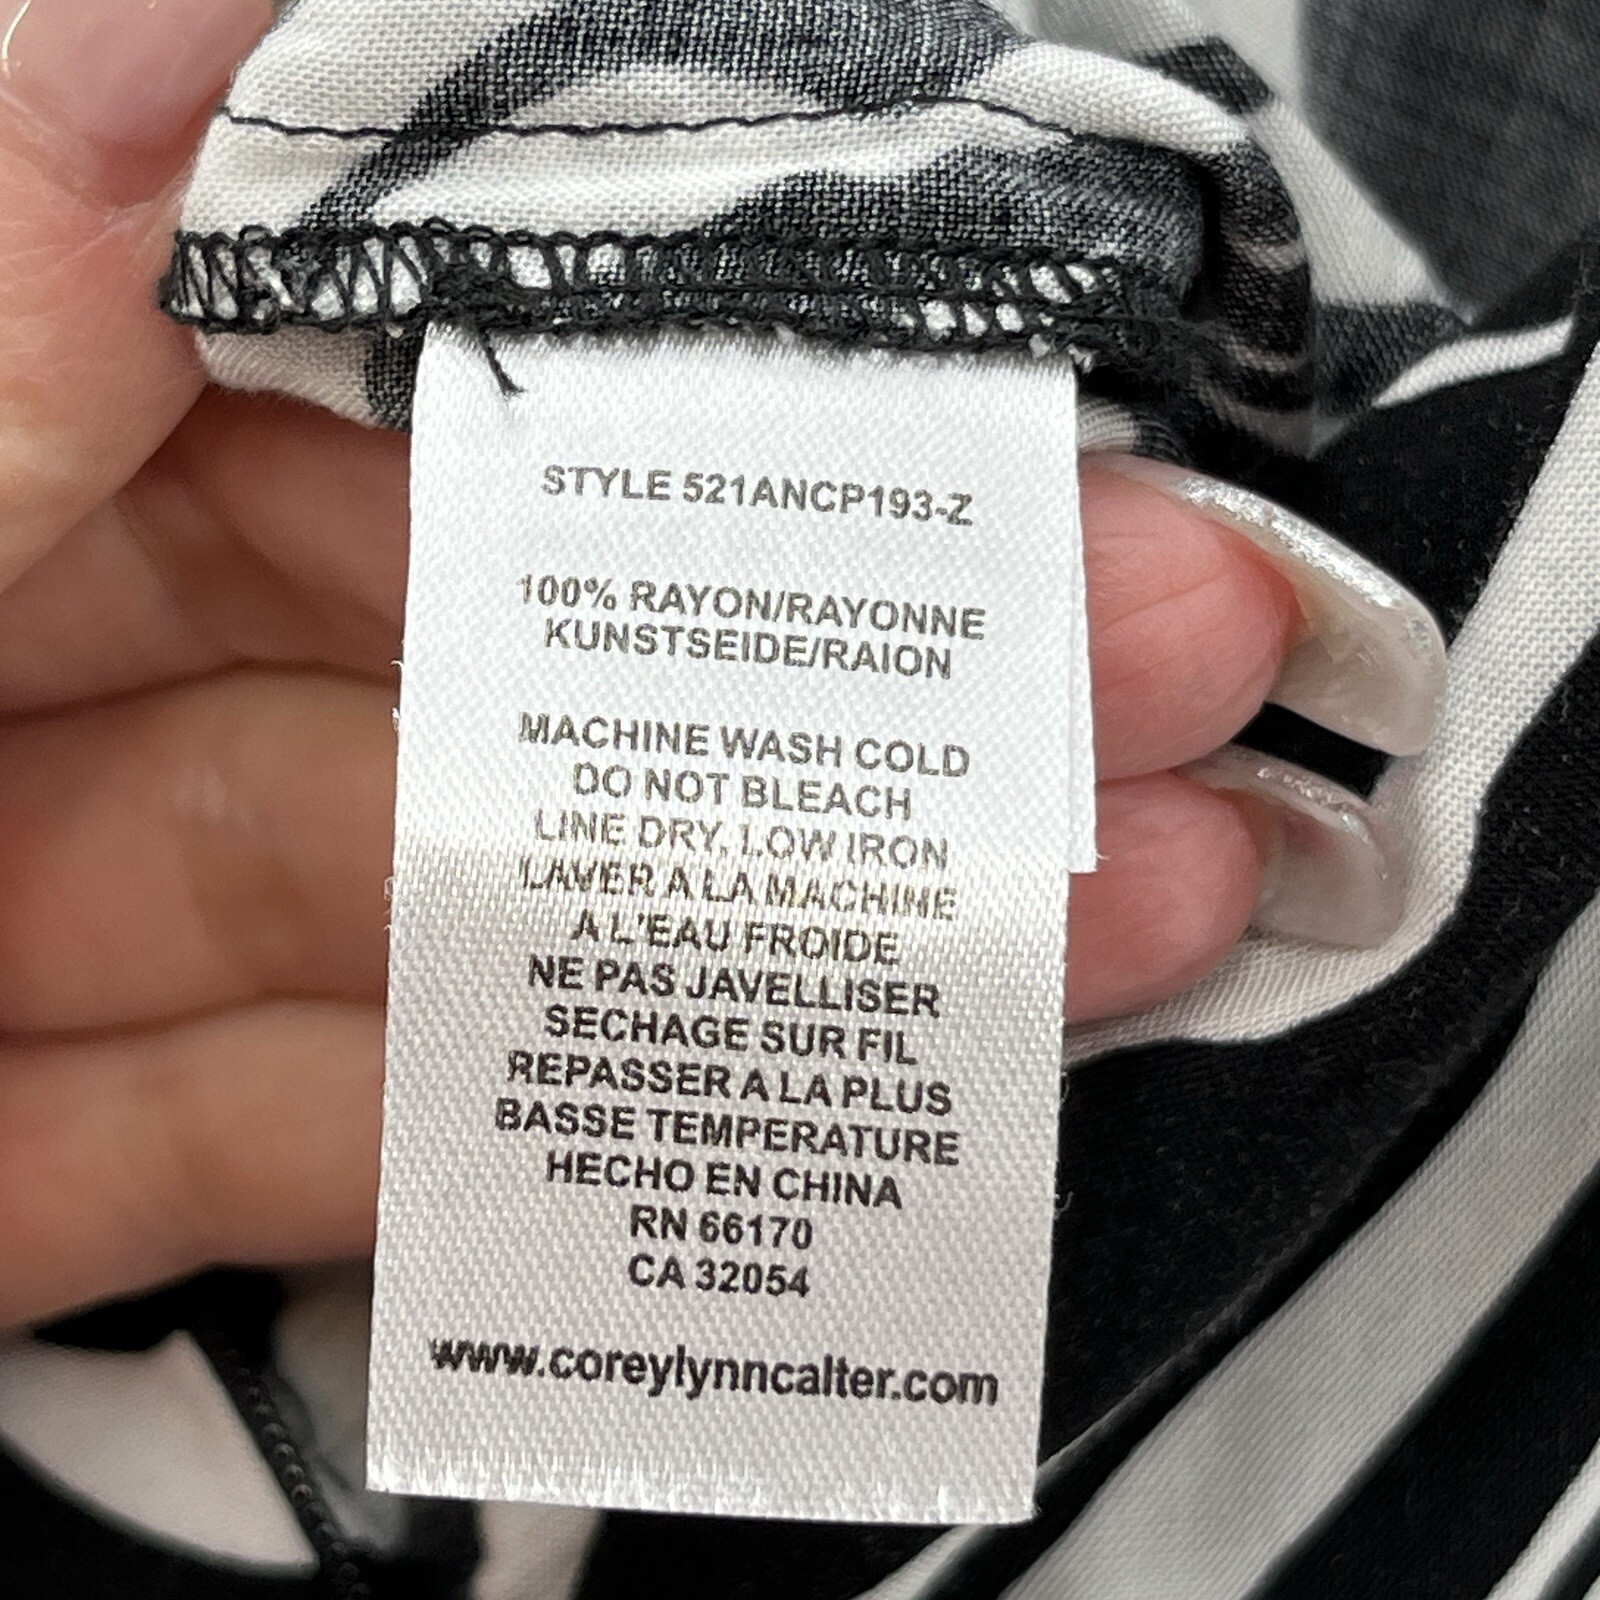 STYLE 521ANCP193-Z
100% RAYON/RAYONNE
KUNSTSEIDE/RAION
MACHINE WASH COLD
DO NOT BLEACH
LINE DRY, LOW IRON
LAVER A LA MACHINE
A L'EAU FROIDE
NE PAS JAVELLISER
SECHAGE SUR FIL
REPASSER A LA PLUS
BASSE TEMPERATURE
HECHO EN CHINA
RN 66170
CA 32054
www.coreylynncalter.com